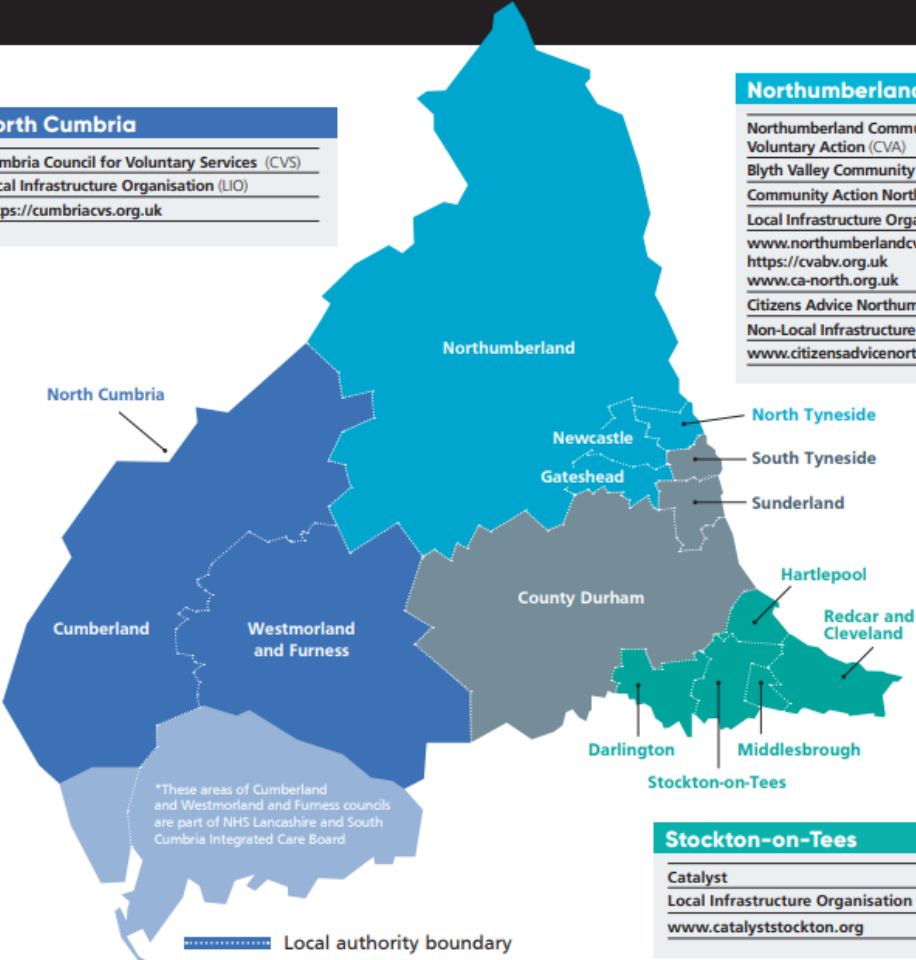 orth Cumbria
mbria Council for Voluntary Services (CVS)
cal Infrastructure Organisation (LIO)
ps://cumbriacvs.org.uk
Northumberland
Northumberland Commu
Voluntary Action (CVA)
Blyth Valley Community
Community Action North
Local Infrastructure Orga
www.northumberlandcv
https://cvabv.org.uk
www.ca-north.org.uk
Citizens Advice Northum
Non-Local Infrastructure
www.citizensadvicenort
Northumberland
North Cumbria
North Tyneside
Newcastle
South Tyneside
Gateshead
Sunderland
Hartlepool
County Durham
Redcar and
Cleveland
Cumberland
Westmorland
and Furness
Darlington
Middlesbrough
Stockton-on-Tees
*These areas of Cumberland
and Westmorland and Furness councils
are part of NHS Lancashire and South
Cumbria Integrated Care Board
Stockton-on-Tees
Catalyst
Local Infrastructure Organisation
www.catalyststockton.org
Local authority boundary